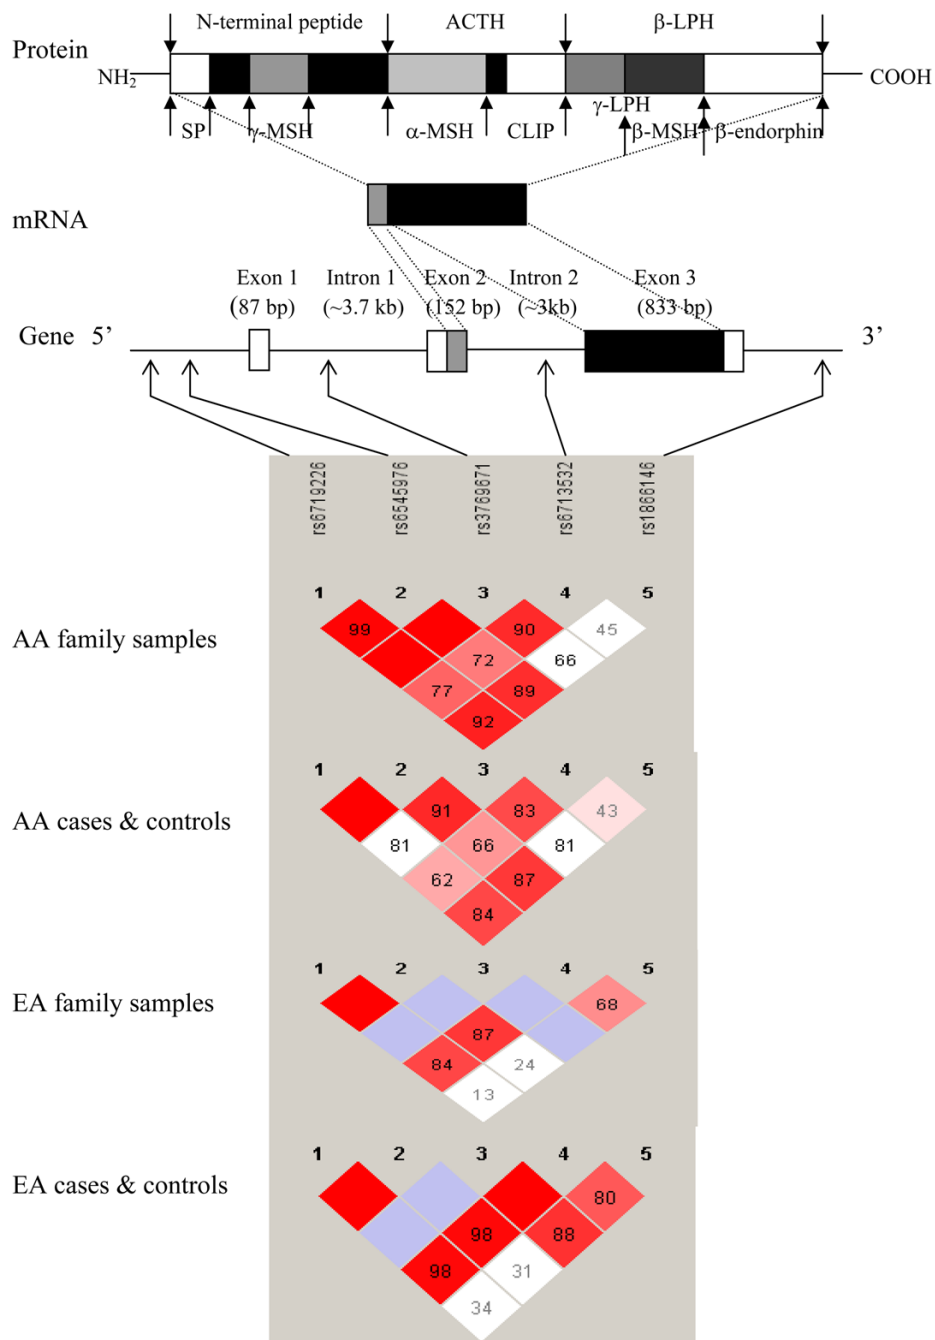 N-terminal peptide ACTH β-LPH
Protein
NH2 COOH
γ-LPH
SP γ-MSH α-MSH CLIP β-MSH β-endorphin
mRNA
Exon 1 Intron 1 Exon 2 Intron 2 Exon 3
(87 bp) (~3.7 kb) (152 bp) (~3kb) (833 bp)
Gene 5’ 3’
rs6719226 rs6545976 rs3769671 rs6713532 rs1866146
1 2 3 4 5
AA family samples
99 90 45
72 66
77 89
92
1 2 3 4 5
AA cases & controls
91 83 43
81 66 81
62 87
84
1 2 3 4 5
EA family samples
68
87
84 24
13
1 2 3 4 5
EA cases & controls
80
98 88
98 31
34